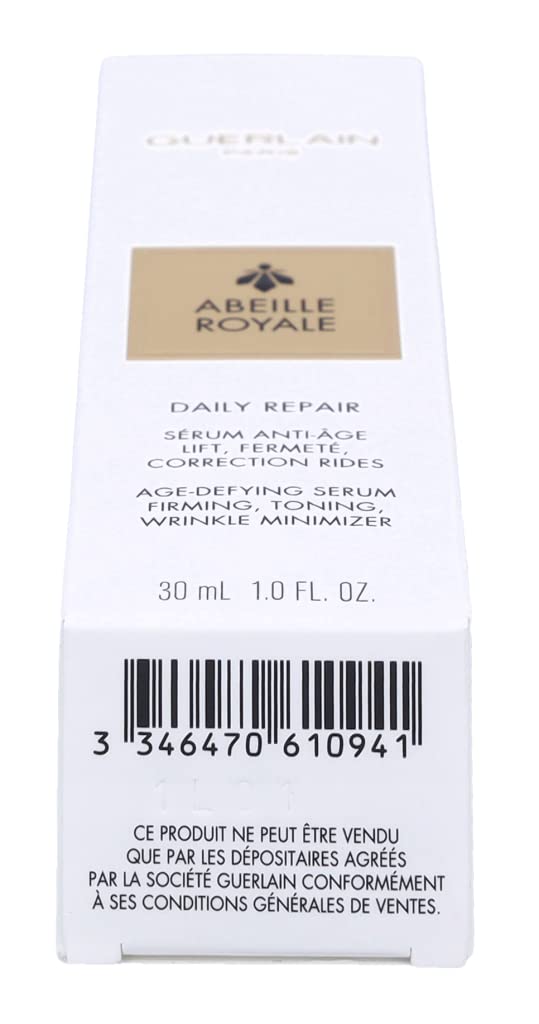 GUERLAIN
PARIS
ABEILLE
ROYALE
DAILY REPAIR
SÉRUM ANTI-ÂGE
LIFT, FERMETÉ,
CORRECTION RIDES
AGE-DEFYING SERUM
FIRMING, TONING,
WRINKLE MINIMIZER
30 mL 1.0 FL. OZ.
3 346470 610941
CE PRODUIT NE PEUT ÊTRE VENDU
QUE PAR LES DÉPOSITAIRES AGRÉÉS
PAR LA SOCIÉTÉ GUERLAIN CONFORMÉMENT
À SES CONDITIONS GÉNÉRALES DE VENTES.